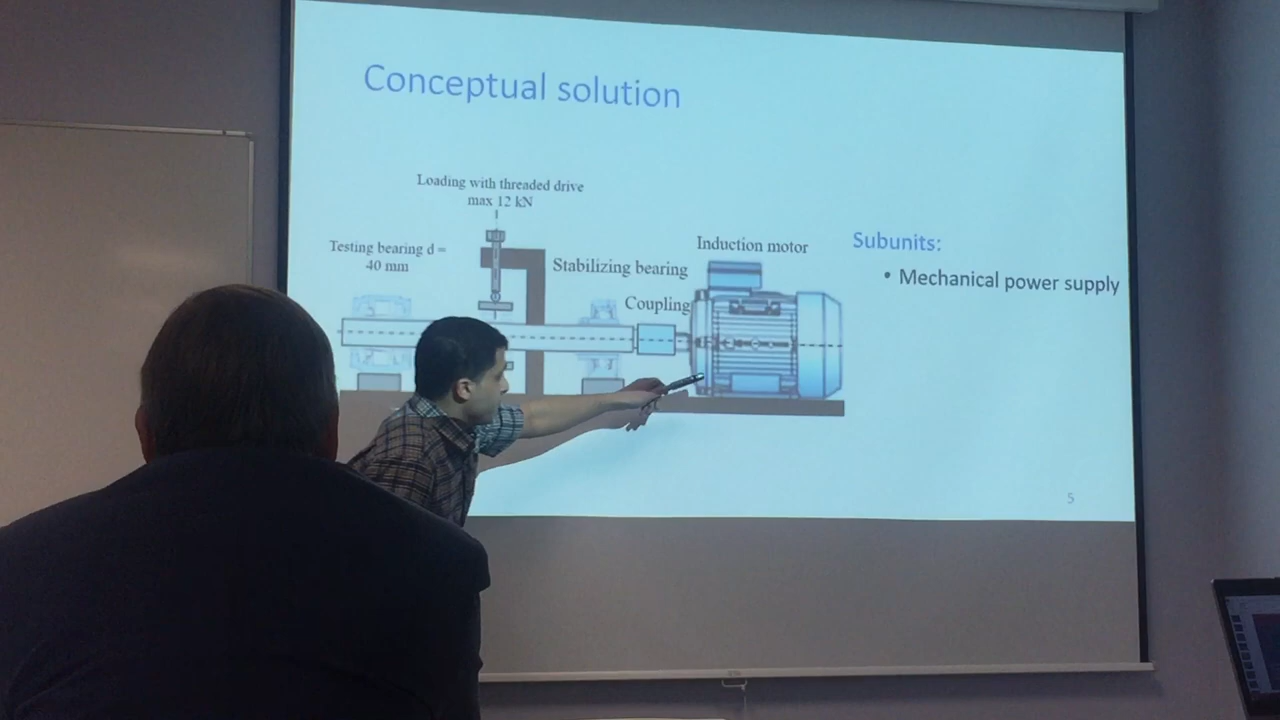 Conceptual solution
Loading with threaded drive
max 12 kN
Testing bearing d =
40 mm
Stabilizing bearing
Coupling
Induction motor
Subunits:
• Mechanical power supply
5